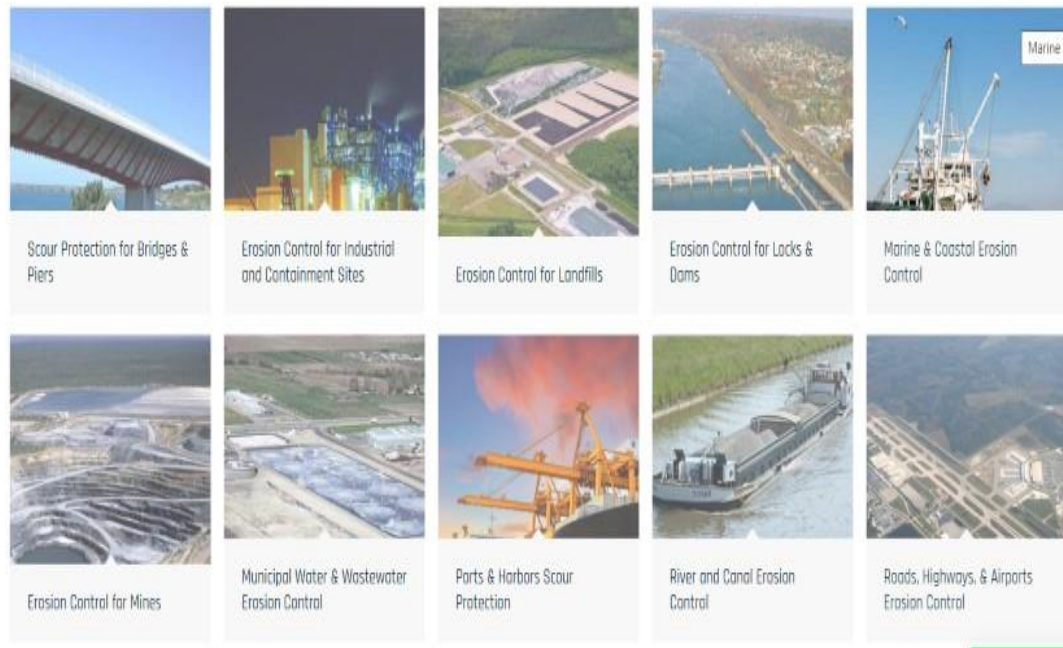 Marine
Scour Protection for Bridges &
Piers
Erosion Control for Industrial
and Containment Sites
Erosion Control for Landfills
Erosion Control for Locks &
Dams
Marine & Coastal Erosion
Control
Erosion Control for Mines
Municipal Water & Wastewater
Erosion Control
Ports & Harbors Scour
Protection
River and Canal Erosion
Control
Roads, Highways, & Airports
Erosion Control